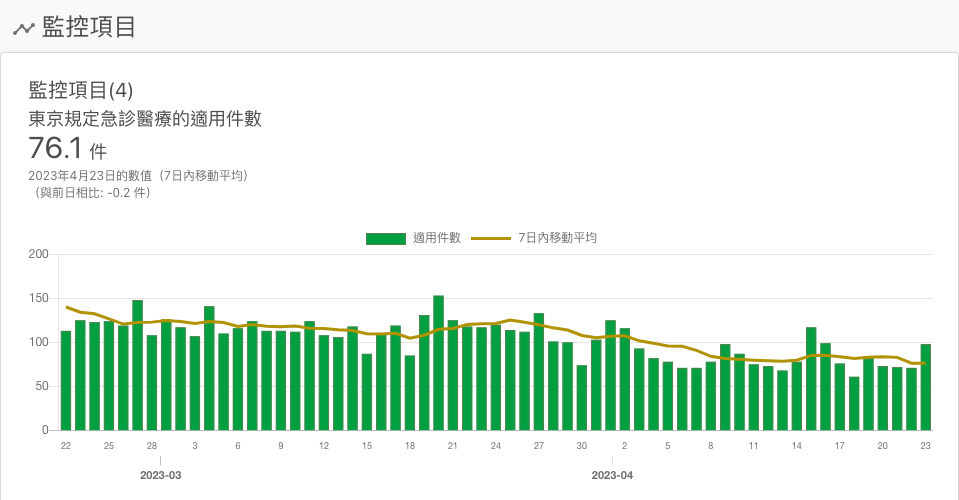 監控項目
監控項目(4)
東京規定急診醫療的適用件數
76.1 件
2023年4月23日的數值（7日內移動平均）
（與前日相比: -0.2 件）
適用件數 7日內移動平均
200
150
100
50
0
22 25 28 3 6 9 12 15 18 21 24 27 30 2 5 8 11 14 17 20 23
2023-03 2023-04